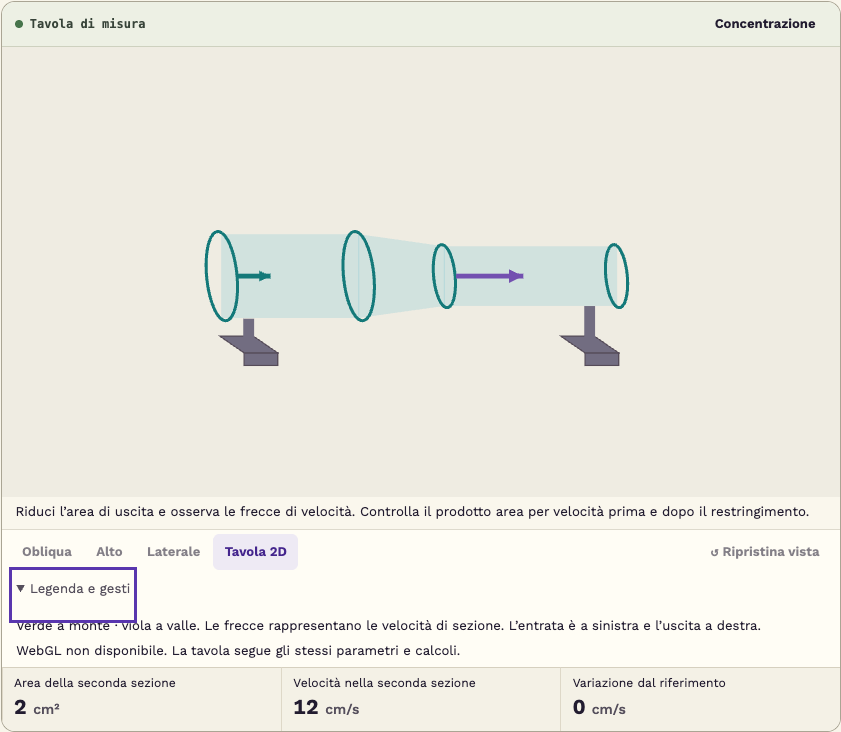 Tavola di misura
Concentrazione
Riduci l’area di uscita e osserva le frecce di velocità. Controlla il prodotto area per velocità prima e dopo il restringimento.
Obliqua Alto Laterale Tavola 2D ↺ Ripristina vista
▼ Legenda e gesti
Verde a monte · viola a valle. Le frecce rappresentano le velocità di sezione. L’entrata è a sinistra e l’uscita a destra.
WebGL non disponibile. La tavola segue gli stessi parametri e calcoli.
Area della seconda sezione
2 cm²
Velocità nella seconda sezione
12 cm/s
Variazione dal riferimento
0 cm/s